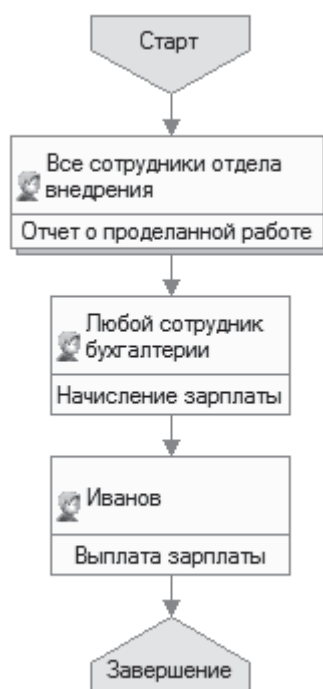 Старт
Все сотрудники отдела
внедрения
Отчет о проделанной работе
Любой сотрудник
бухгалтерии
Начисление зарплаты
Иванов
Выплата зарплаты
Завершение